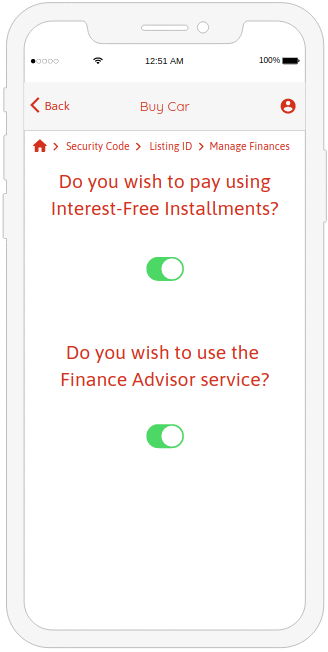 12:51 AM 100%
Back Buy Car
Security Code Listing ID Manage Finances
Do you wish to pay using
Interest-Free Installments?
Do you wish to use the
Finance Advisor service?